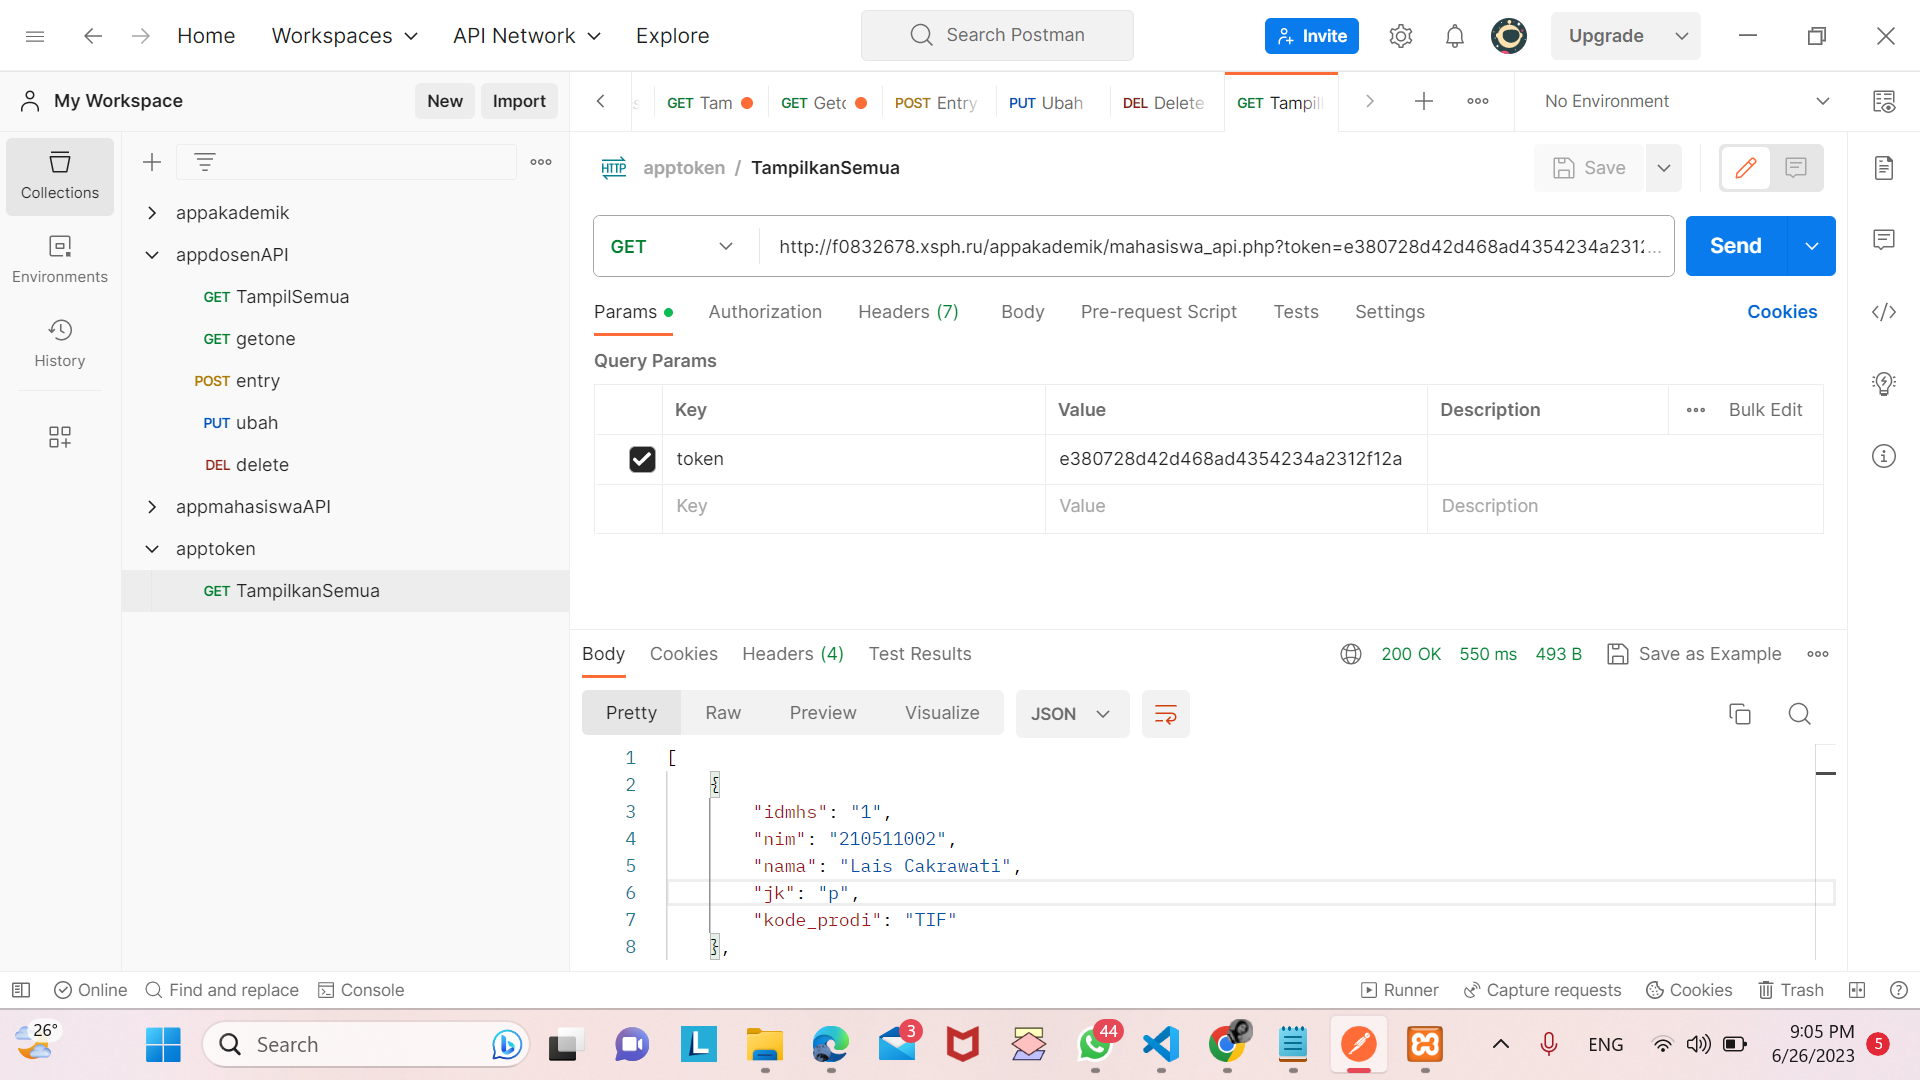 Home Workspaces API Network Explore Search Postman Invite Upgrade
My Workspace New Import
GET Tam GET Getc POST Entry PUT Ubah DEL Delete GET Tampil No Environment
Collections
Environments
History
appakademik
appdosenAPI
GET TampilSemua
GET getone
POST entry
PUT ubah
DEL delete
appmahasiswaAPI
apptoken
GET TampilkanSemua
HTTP apptoken / TampilkanSemua Save
GET http://f0832678.xsph.ru/appakademik/mahasiswa_api.php?token=e380728d42d468ad4354234a2312... Send
Params Authorization Headers (7) Body Pre-request Script Tests Settings Cookies
Query Params
Key Value Description Bulk Edit
token e380728d42d468ad4354234a2312f12a
Key Value Description
Body Cookies Headers (4) Test Results 200 OK 550 ms 493 B Save as Example
Pretty Raw Preview Visualize JSON
1 [
2 {
3 "idmhs": "1",
4 "nim": "210511002",
5 "nama": "Lais Cakrawati",
6 "jk": "p",
7 "kode_prodi": "TIF"
8 },
Online Find and replace Console Runner Capture requests Cookies Trash
26° Search L 3 44 ENG 9:05 PM 5
6/26/2023